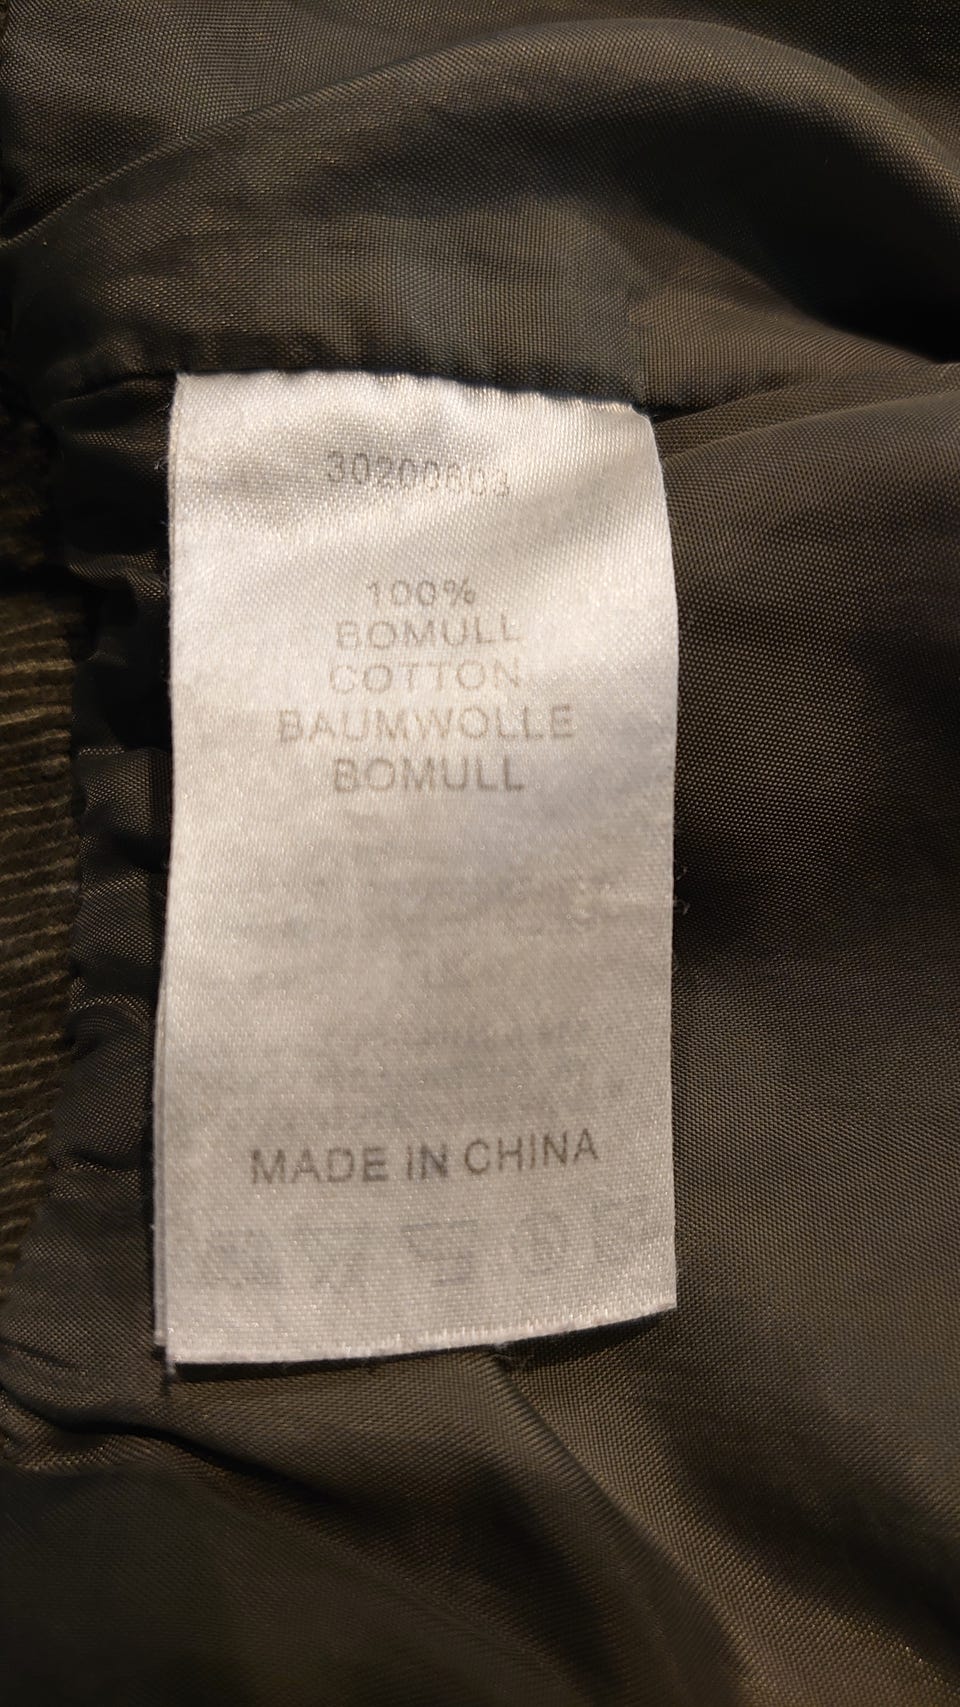 100%
BOMULL
COTTON
BAUMWOLLE
BOMULL
MADE IN CHINA